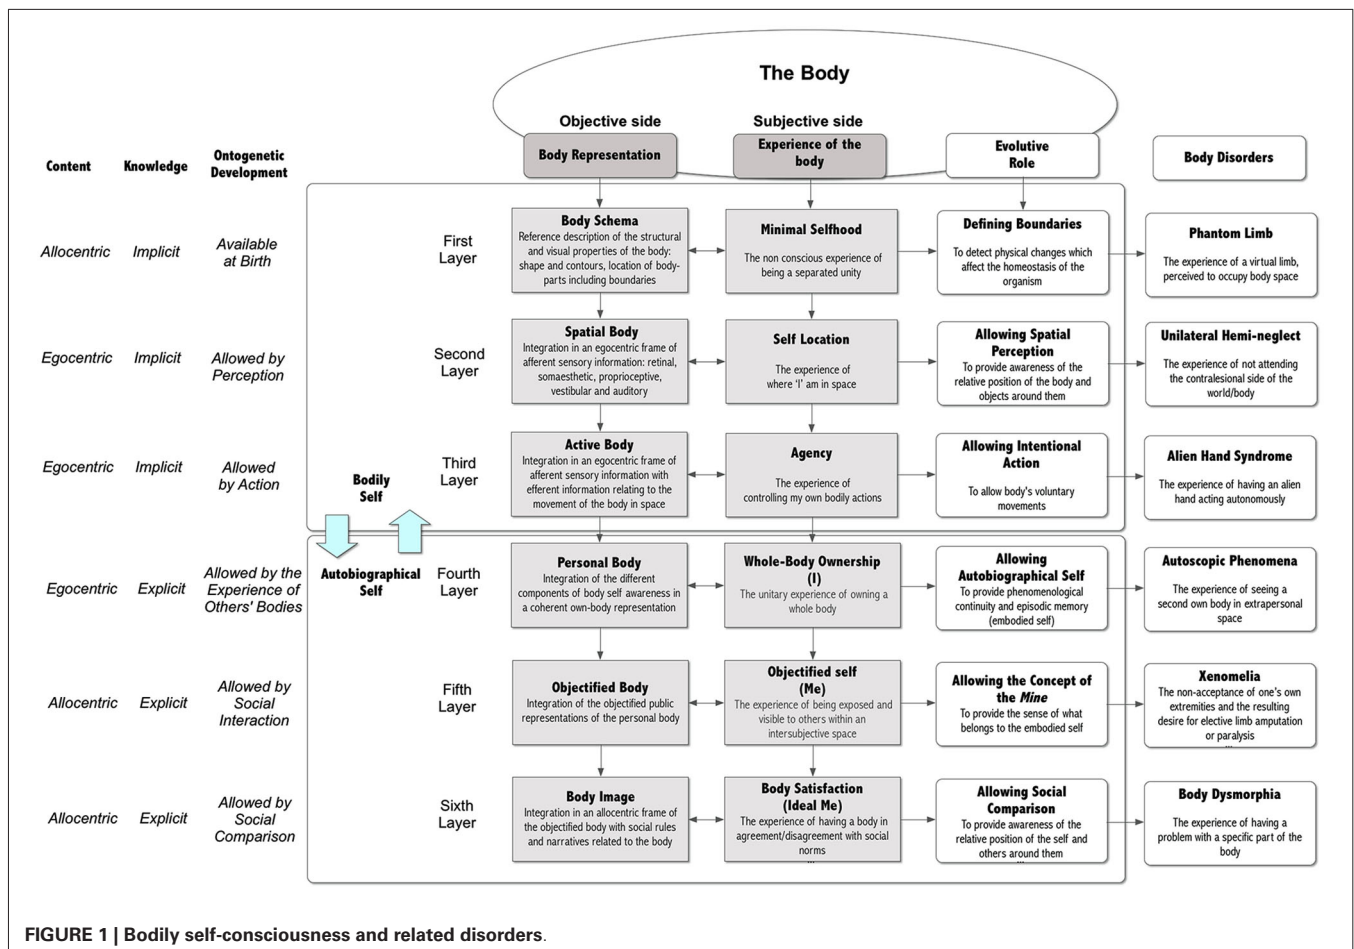 The Body
Objective side
Subjective side
Content
Knowledge
Ontogenetic
Development
Body Representation
Experience of the
body
Evolutive
Role
Body Disorders
Allocentric
Implicit
Available
at Birth
First
Layer
Body Schema
Reference description of the structural
and visual properties of the body:
shape and contours, location of body-
parts including boundaries
Minimal Selfhood
The non conscious experience of
being a separated unity
Defining Boundaries
To detect physical changes which
affect the homeostasis of the
organism
Phantom Limb
The experience of a virtual limb,
perceived to occupy body space
Egocentric
Implicit
Allowed by
Perception
Second
Layer
Spatial Body
Integration in an egocentric frame of
afferent sensory information: retinal,
somaesthetic, proprioceptive,
vestibular and auditory
Self Location
The experience of
where 'I' am in space
Allowing Spatial
Perception
To provide awareness of the
relative position of the body and
objects around them
Unilateral Hemi-neglect
The experience of not attending
the contralesional side of the
world/body
Egocentric
Implicit
Allowed
by Action
Bodily
Self
Third
Layer
Active Body
Integration in an egocentric frame of
afferent sensory information with
efferent information relating to the
movement of the body in space
Agency
The experience of
controlling my own bodily actions
Allowing Intentional
Action
To allow body's voluntary
movements
Alien Hand Syndrome
The experience of having an alien
hand acting autonomously
Egocentric
Explicit
Allowed by the
Experience of
Others' Bodies
Autobiographical
Self
Fourth
Layer
Personal Body
Integration of the different
components of body self awareness in
a coherent own-body representation
Whole-Body Ownership
(I)
The unitary experience of owning a
whole body
Allowing
Autobiographical Self
To provide phenomenological
continuity and episodic memory
(embodied self)
Autoscopic Phenomena
The experience of seeing a
second own body in extrapersonal
space
Allocentric
Explicit
Allowed by
Social
Interaction
Fifth
Layer
Objectified Body
Integration of the objectified public
representations of the personal body
Objectified self
(Me)
The experience of being exposed and
visible to others within an
intersubjective space
Allowing the Concept of
the Mine
To provide the sense of what
belongs to the embodied self
Xenomelia
The non-acceptance of one's own
extremities and the resulting
desire for elective limb amputation
or paralysis
...
Allocentric
Explicit
Allowed by
Social
Comparison
Sixth
Layer
Body Image
Integration in an allocentric frame of
the objectified body with social rules
and narratives related to the body
Body Satisfaction
(Ideal Me)
The experience of having a body in
agreement/disagreement with social
norms
...
Allowing Social
Comparison
To provide awareness of the
relative position of the self and
others around them
...
Body Dysmorphia
The experience of having a
problem with a specific part of the
body
FIGURE 1 | Bodily self-consciousness and related disorders.